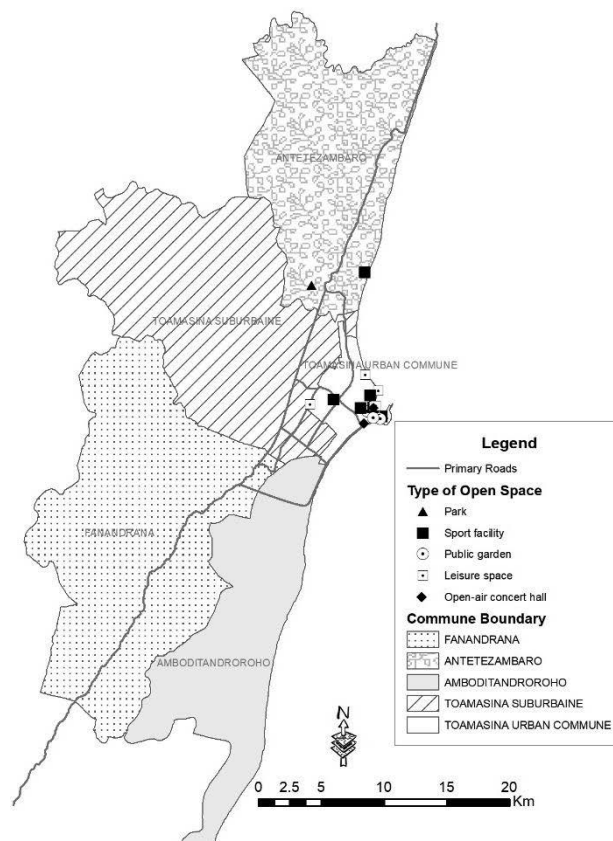 ANTETEZAMBARO
TOAMASINA SUBURBAINE
TOAMASINA URBAN COMMUNE
FANANDRANA
AMBODITANDROROHO
Legend
Primary Roads
Type of Open Space
Park
Sport facility
Public garden
Leisure space
Open-air concert hall
Commune Boundary
FANANDRANA
ANTETEZAMBARO
AMBODITANDROROHO
TOAMASINA SUBURBAINE
TOAMASINA URBAN COMMUNE
N
0 2.5 5 10 15 20
Km